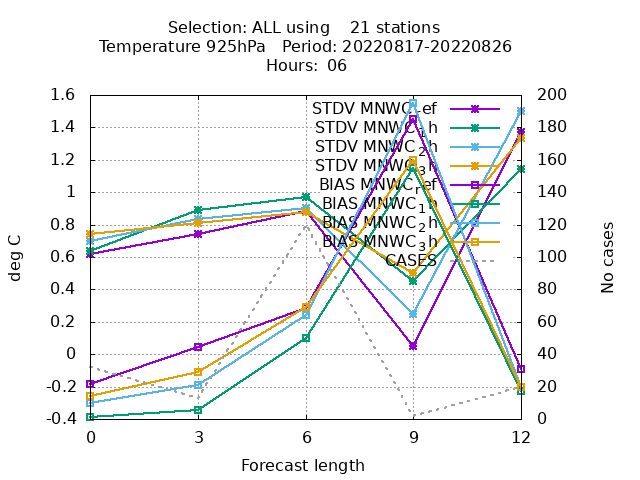 Selection: ALL using 21 stations
Temperature 925hPa Period: 20220817-20220826
Hours: 06
1.6
1.4
1.2
1
0.8
0.6
0.4
0.2
0
-0.2
-0.4
deg C
STDV MNWC_ref
STDV MNWC_1h
STDV MNWC_2h
STDV MNWC_3h
BIAS MNWC_ref
BIAS MNWC_1h
BIAS MNWC_2h
BIAS MNWC_3h
CASES
200
180
160
140
120
100
80
60
40
20
0
No cases
0 3 6 9 12
Forecast length